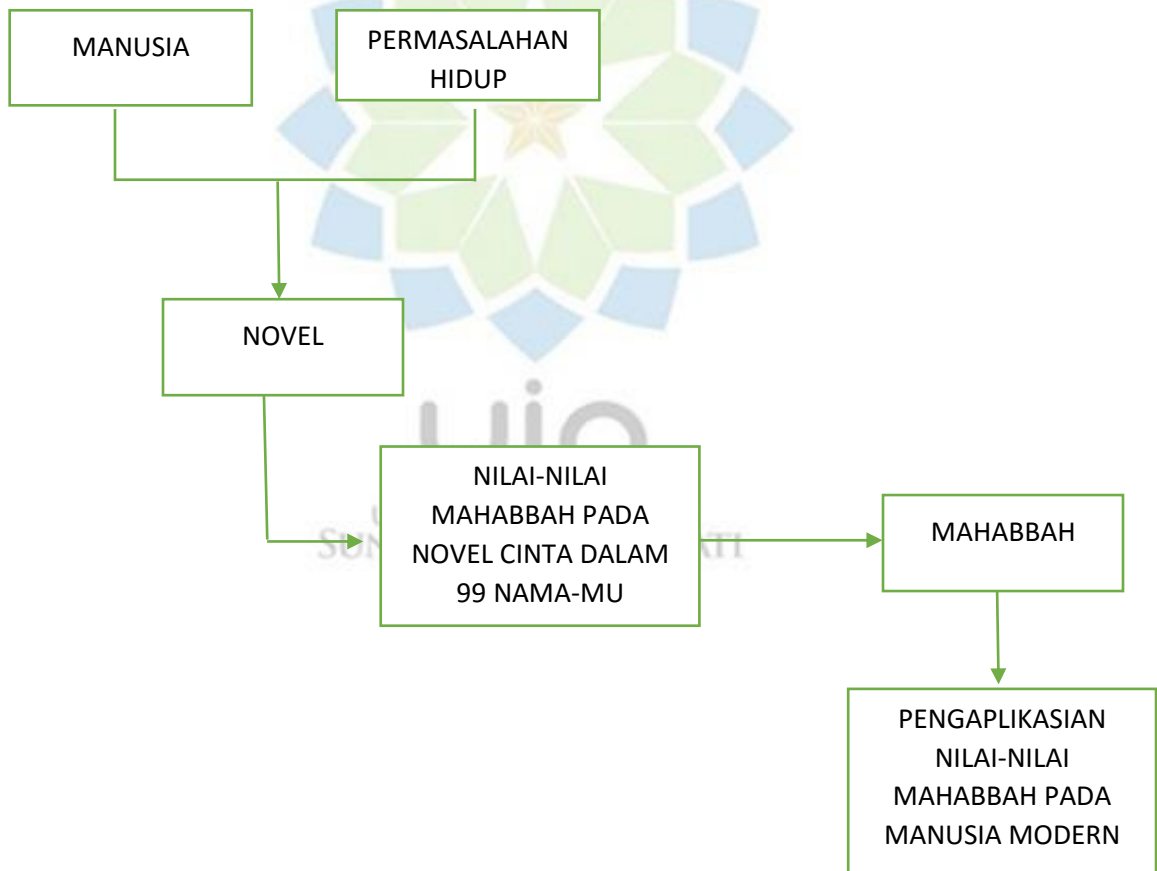 MANUSIA
PERMASALAHAN
HIDUP
NOVEL
uin
NILAI-NILAI
MAHABBAH PADA
NOVEL CINTA DALAM
99 NAMA-MU
MAHABBAH
PENGAPLIKASIAN
NILAI-NILAI
MAHABBAH PADA
MANUSIA MODERN